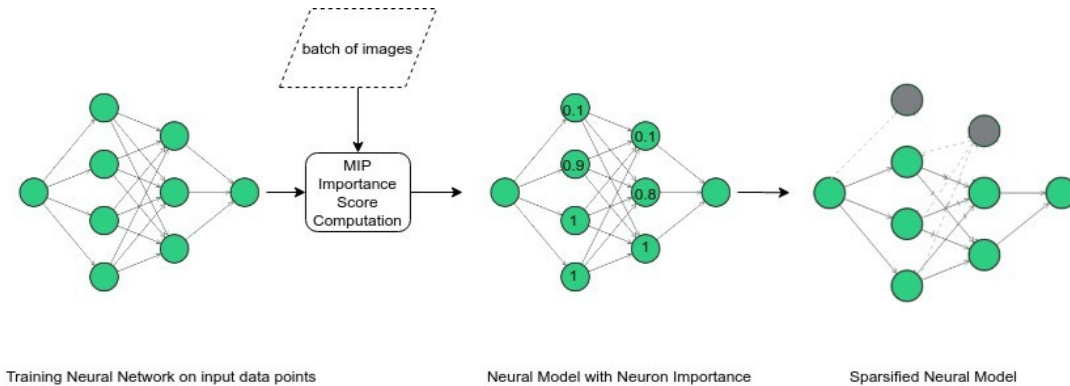 batch of images
MIP
Importance
Score
Computation
0.1
0.9
1
1
0.1
0.8
1
Training Neural Network on input data points
Neural Model with Neuron Importance
Sparsified Neural Model